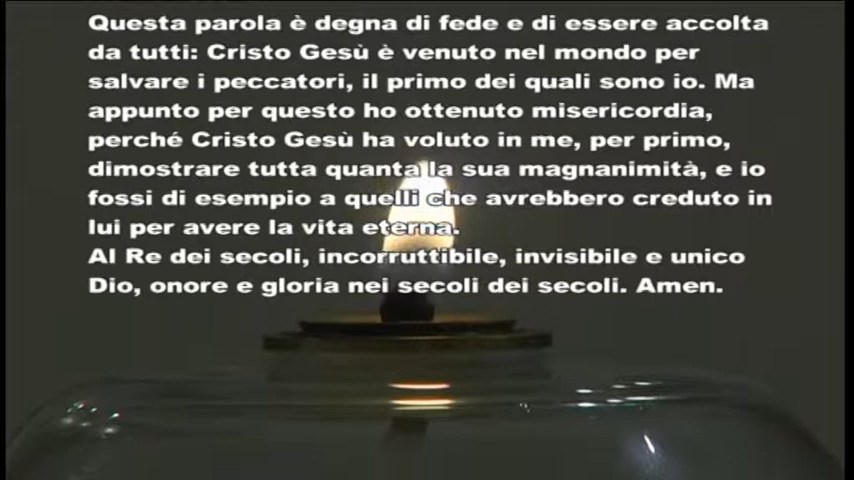 Questa parola è degna di fede e di essere accolta
da tutti: Cristo Gesù è venuto nel mondo per
salvare i peccatori, il primo dei quali sono io. Ma
appunto per questo ho ottenuto misericordia,
perché Cristo Gesù ha voluto in me, per primo,
dimostrare tutta quanta la sua magnanimità, e io
fossi di esempio a quelli che avrebbero creduto in
lui per avere la vita eterna.
Al Re dei secoli, incorruttibile, invisibile e unico
Dio, onore e gloria nei secoli dei secoli. Amen.